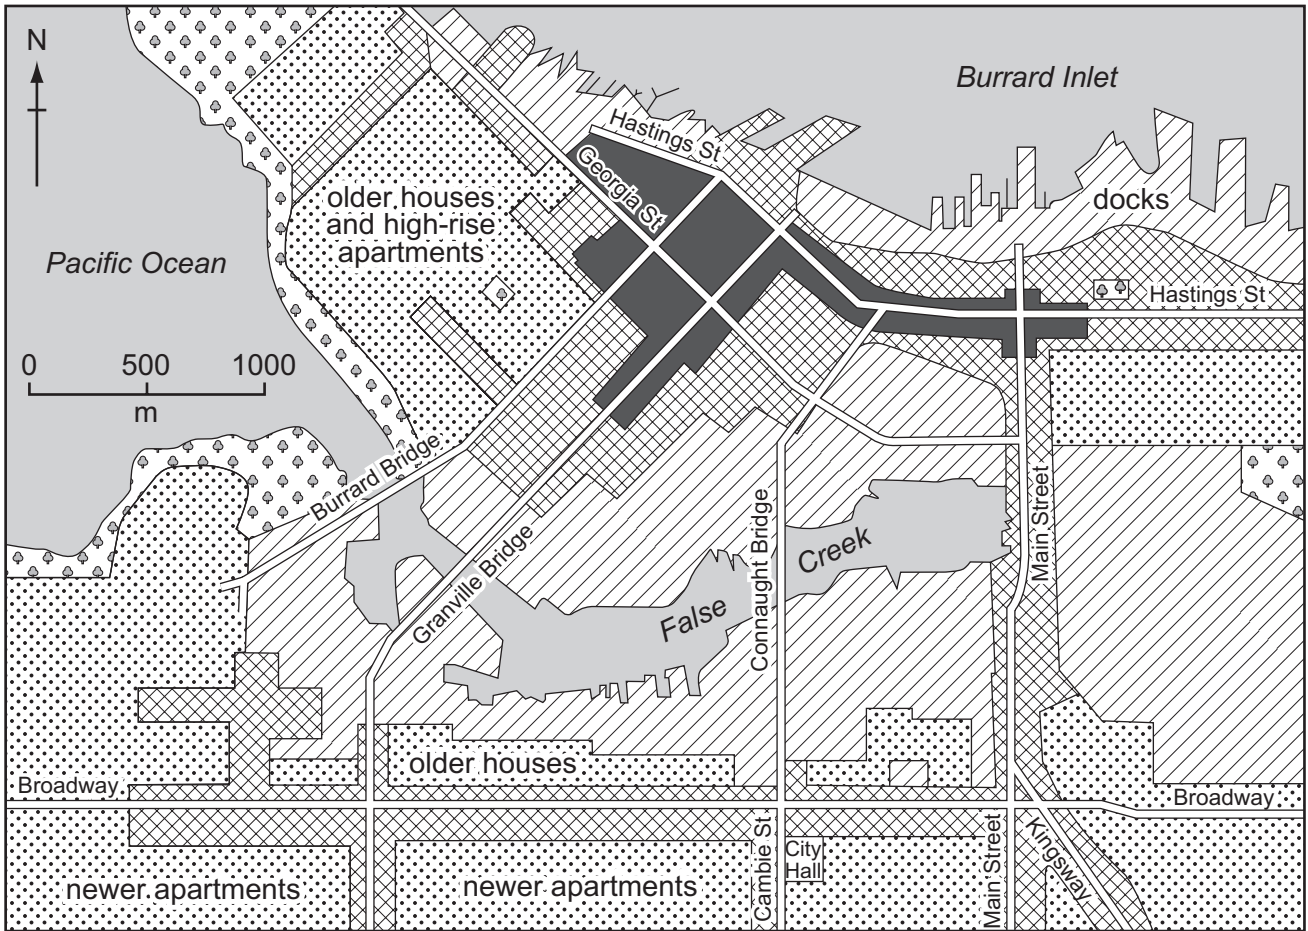 N
Burrard Inlet
Hastings St
Georgia St
older houses
and high-rise
apartments
docks
Pacific Ocean
Hastings St
0 500 1000
m
Burrard Bridge
Granville Bridge
Connaught Bridge
False
Creek
Main Street
older houses
Broadway
Broadway
newer apartments
newer apartments
Cambie St
City
Hall
Main Street
Kingsway